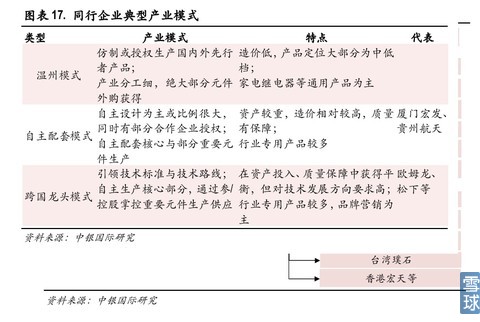 图表 17. 同行企业典型产业模式
类型 产业模式 特点 代表
温州模式 仿制或授权生产国内外先行者产品；产业分工细，绝大部分元件外购获得 造价低，产品定位大部分为中低档；家电继电器等通用产品为主
自主配套模式 自主设计为主或比例很大，同时有部分合作企业授权；自主配套核心与部分重要元件生产 资产较重，造价相对较高，质量有保障；行业专用产品较多 厦门宏发、贵州航天
跨国龙头模式 引领技术标准与技术路线；自主生产核心部分，通过参/控股掌控重要元件生产供应 在资产投入、质量保障中获得平衡，但对技术发展方向要求高；行业专用产品较多，品牌营销为主 欧姆龙、松下等
资料来源：中银国际研究
台湾璞石
香港宏天等
资料来源：中银国际研究
雪球